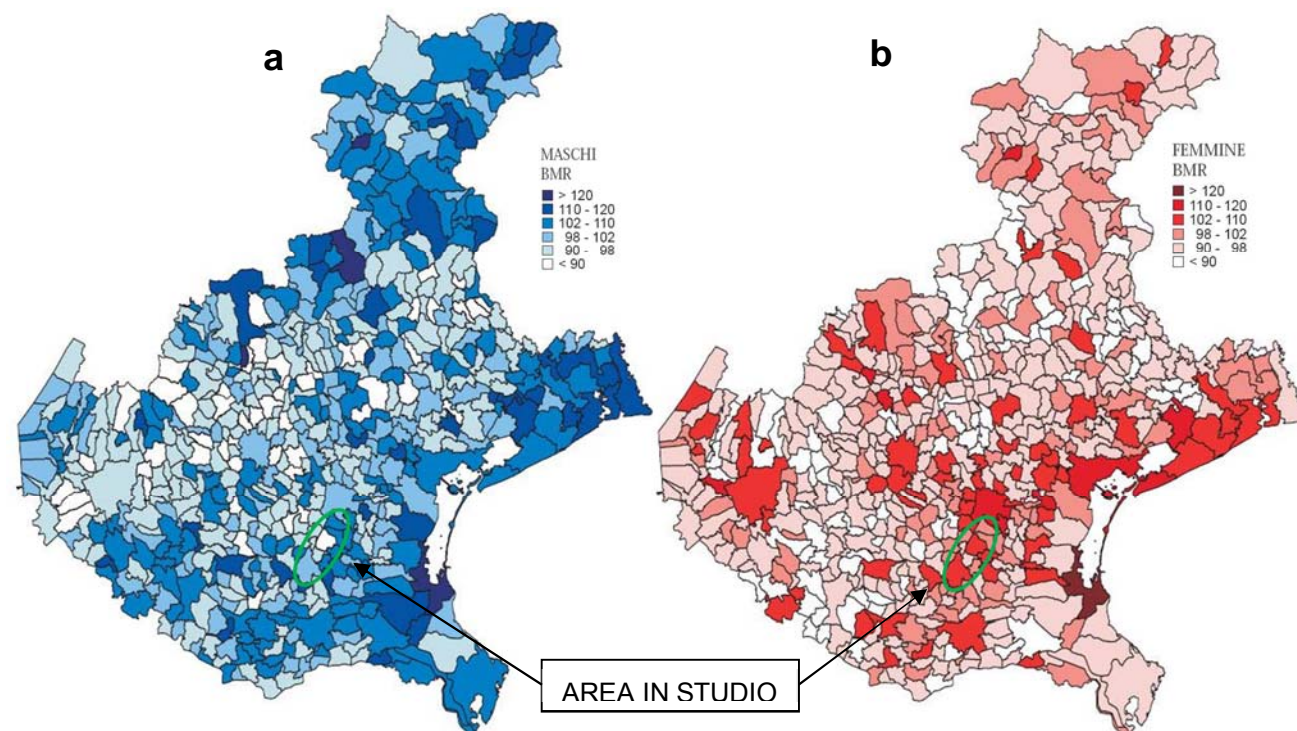 a
MASCHI
BMR
> 120
110 - 120
102 - 110
98 - 102
90 - 98
< 90
b
FEMMINE
BMR
> 120
110 - 120
102 - 110
98 - 102
90 - 98
< 90
AREA IN STUDIO